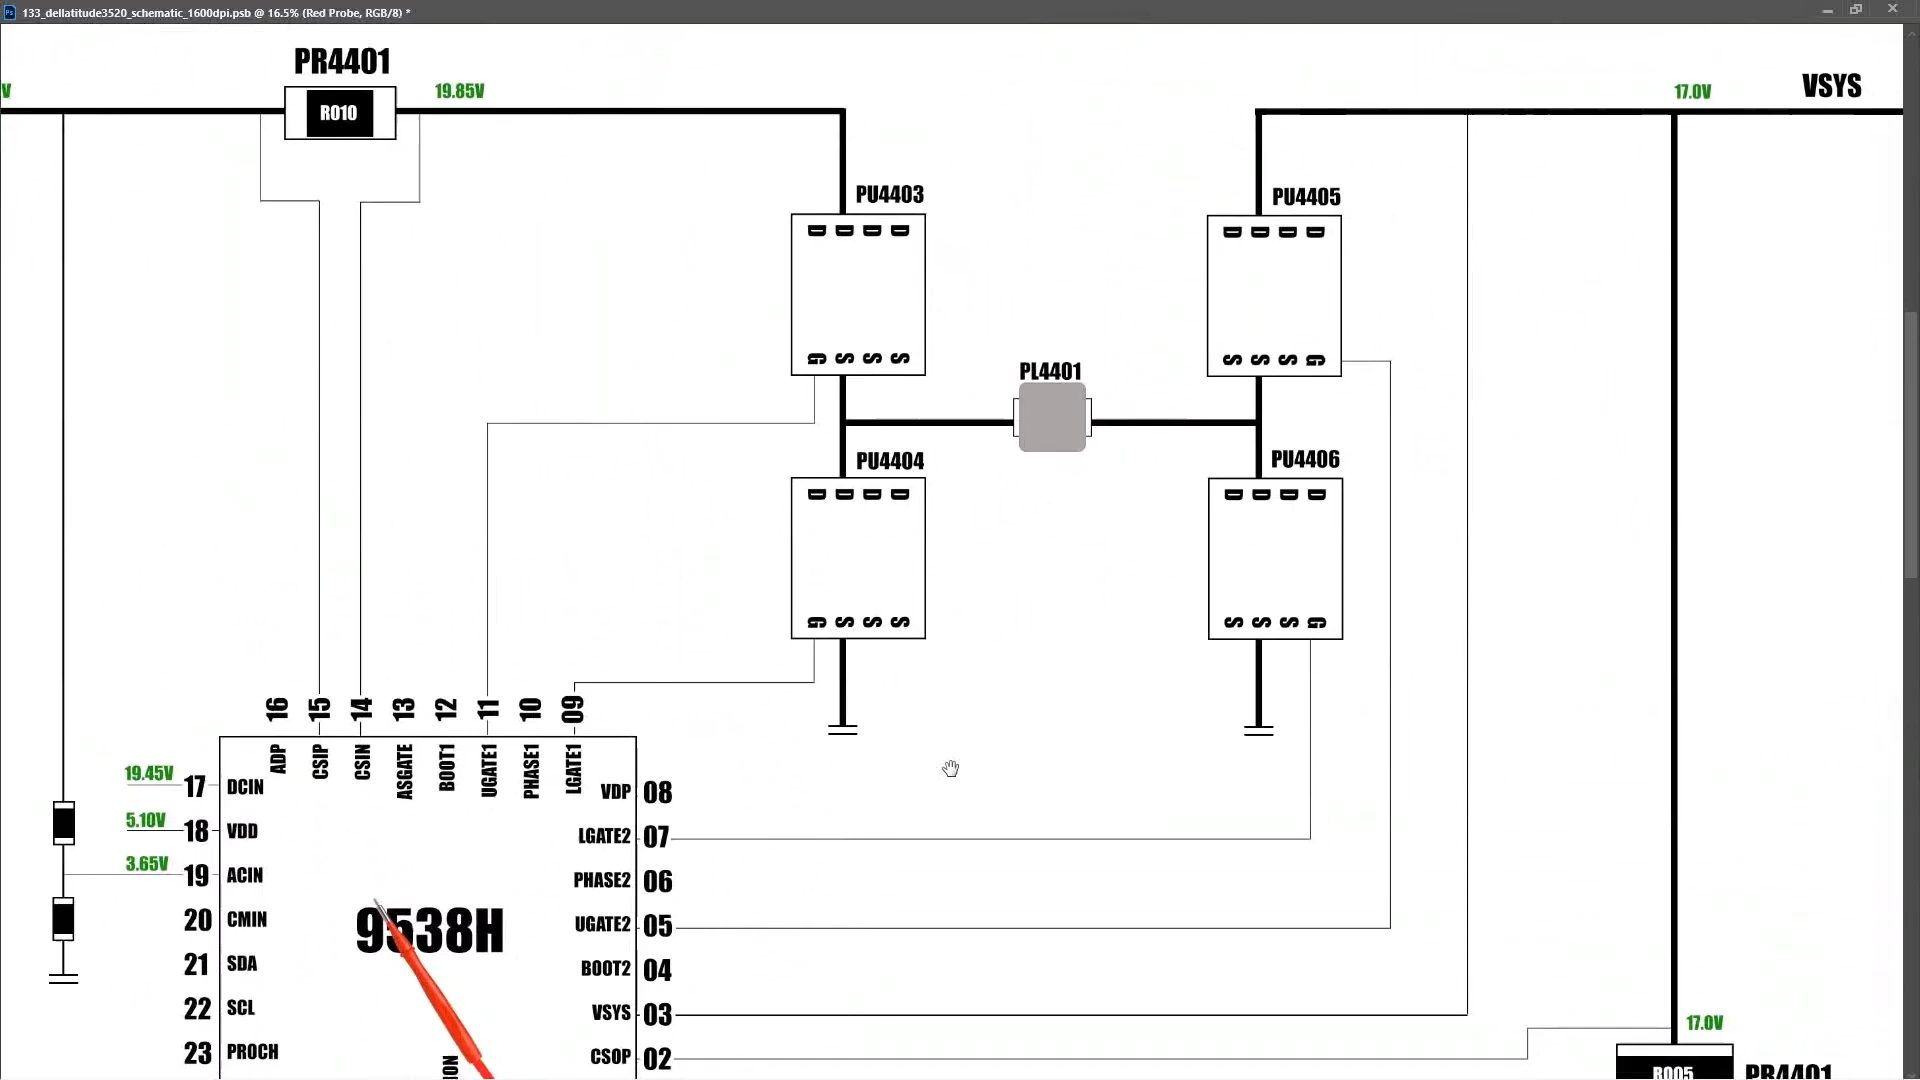 133_dellatitude3520_schematic_1600dpi.psb @ 16.5% (Red Probe, RGB/8) *
PR4401
V
19.85V
R010
17.0V
VSYS
PU4403
D D D D
G S S S
PU4405
D D D D
S S S G
PL4401
PU4404
D D D D
G S S S
PU4406
D D D D
S S S G
16 15 14 13 12 11 10 09
ADP CSIP CSIN ASGATE BOOT1 UGATE1 PHASE1 LGATE1
19.45V 17 DCIN
5.10V 18 VDD
3.65V 19 ACIN
20 CMIN
21 SDA
22 SCL
23 PROCH
9538H
VDP 08
LGATE2 07
PHASE2 06
UGATE2 05
BOOT2 04
VSYS 03
CSOP 02
17.0V
R005
PR4401